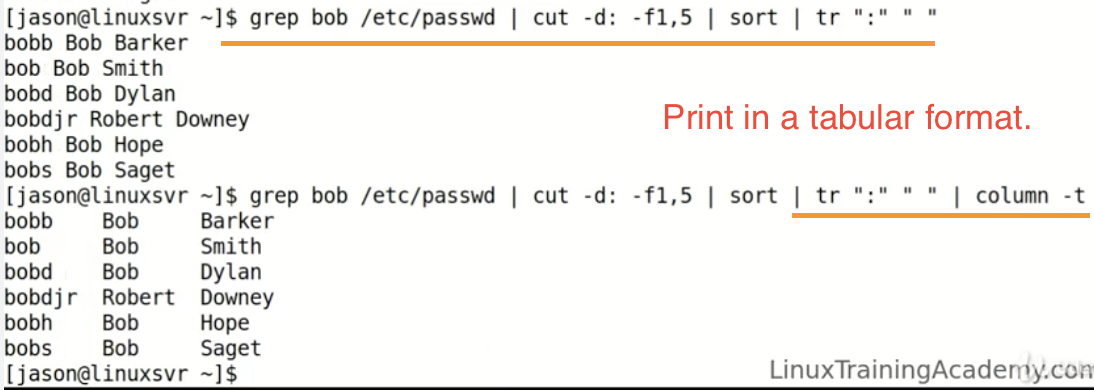 [jason@linuxsvr ~]$ grep bob /etc/passwd | cut -d: -f1,5 | sort | tr ":" " "
bobb Bob Barker
bob Bob Smith
bobd Bob Dylan
bobdjr Robert Downey
bobh Bob Hope
bobs Bob Saget
Print in a tabular format.
[jason@linuxsvr ~]$ grep bob /etc/passwd | cut -d: -f1,5 | sort | tr ":" " " | column -t
bobb    Bob     Barker
bob     Bob     Smith
bobd    Bob     Dylan
bobdjr  Robert  Downey
bobh    Bob     Hope
bobs    Bob     Saget
[jason@linuxsvr ~]$
LinuxTrainingAcademy.com